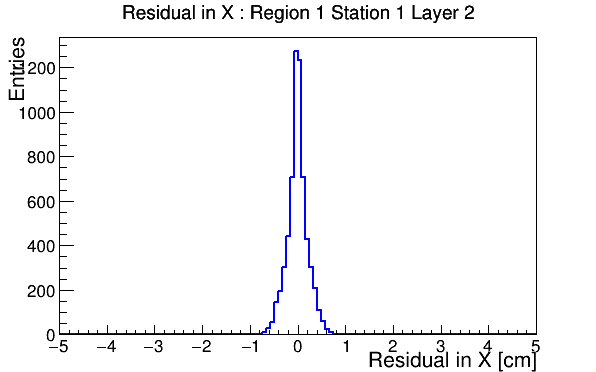 Residual in X : Region 1 Station 1 Layer 2
Entries
1200
1000
800
600
400
200
0
−5 −4 −3 −2 −1 0 1 2 3 4 5
Residual in X [cm]